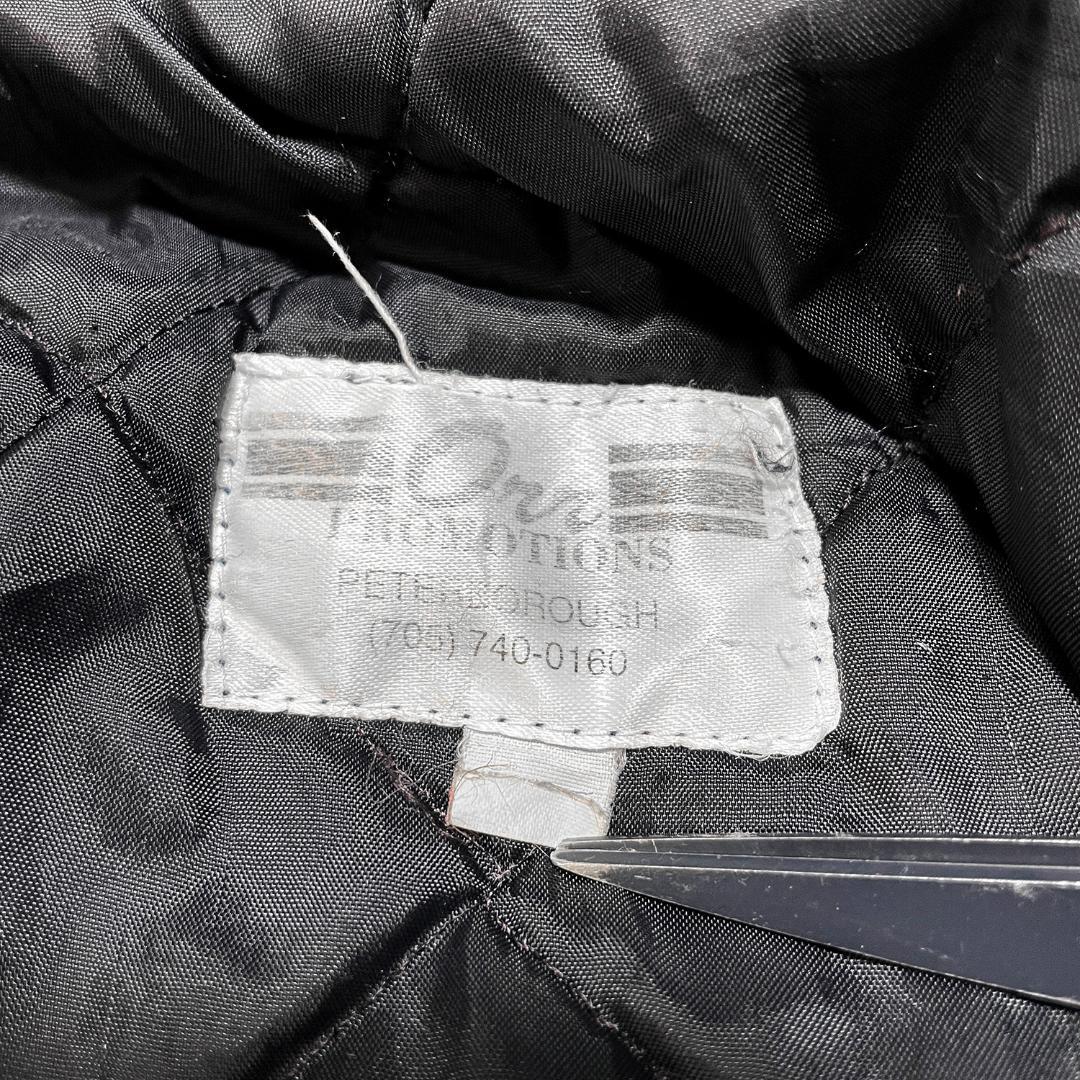 PROMOTIONS
PETERBOROUGH
(705) 740-0160